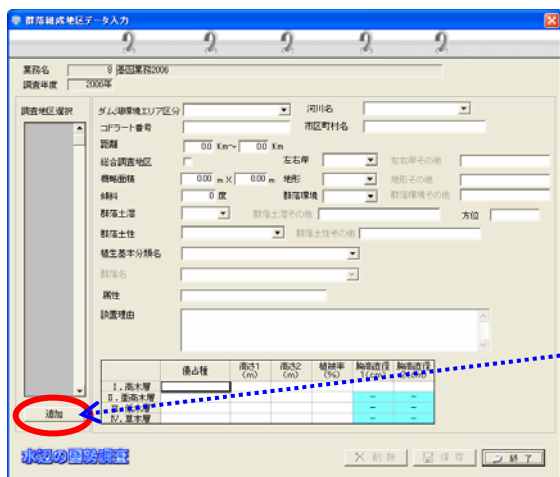 群落組成地区データ入力
業務名 8 基図業務2006
調査年度 2006年
調査地区選択
ダム湖環境エリア区分 河川名
コドラート番号 市区町村名
距離 0.0 Km～ 0.0 Km
総合調査地区 左右岸 左右岸その他
概略面積 0.00 m X 0.00 m 地形 地形その他
傾斜 0 度 群落環境 群落環境その他
群落土湿 群落土湿その他 方位
群落土性 群落土性その他
植生基本分類名
群落名
属性
設置理由
優占種 高さ1(m) 高さ2(m) 植被率(%) 胸高直径1(cm) 胸高直径
Ⅰ.高木層
Ⅱ.亜高木層 - -
低木層 - -
Ⅳ.草本層 - -
追加
水辺の国勢調査
削除 保存 終了